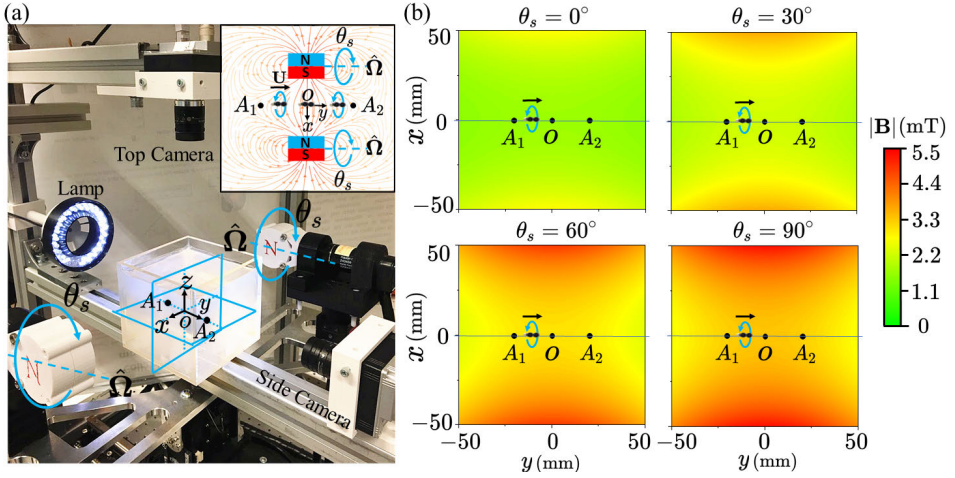 (a)
θₛ
Ω̂
N
S
U
A₁
O
y
A₂
x
N
S
Ω̂
θₛ
Top Camera
Lamp
θₛ
Ω̂
N
z
A₁
y
x
O
A₂
θₛ
N
Ω̂
Side Camera
(b)
θₛ = 0°
θₛ = 30°
50
0
−50
x (mm)
A₁
O
A₂
A₁
O
A₂
|B| (mT)
5.5
4.4
3.3
2.2
1.1
0
θₛ = 60°
θₛ = 90°
50
0
−50
x (mm)
A₁
O
A₂
A₁
O
A₂
−50
0
50
−50
0
50
y (mm)
y (mm)